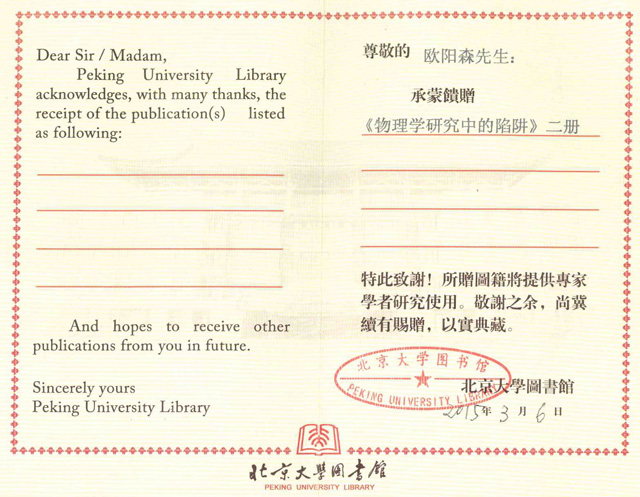 Dear Sir / Madam,
Peking University Library
acknowledges, with many thanks, the
receipt of the publication(s) listed
as following:
And hopes to receive other
publications from you in future.
Sincerely yours
Peking University Library
尊敬的 欧阳森先生：
承蒙饋贈
《物理学研究中的陷阱》二册
特此致謝！所贈圖籍將提供專家
學者研究使用。敬謝之余，尚冀
續有賜贈，以實典藏。
北京大学图书馆
PEKING UNIVERSITY LIBRARY
北京大學圖書館
2015年 3 月 6 日
北京大學圖書館
PEKING UNIVERSITY LIBRARY